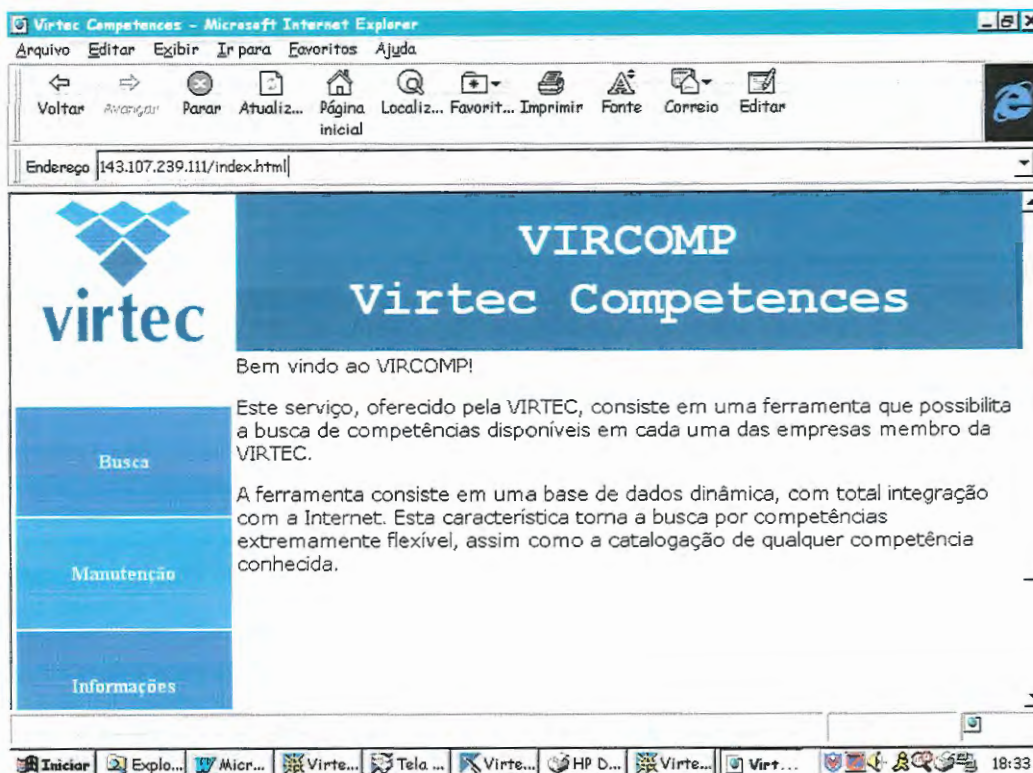 Virtec Competences - Microsoft Internet Explorer
Arquivo Editar Exibir Ir para Favoritos Ajuda
Voltar Avançar Parar Atualiz... Página inicial Localiz... Favorit... Imprimir Fonte Correio Editar
Endereço 143.107.239.111/index.html
virtec
VIRCOMP
Virtec Competences
Bem vindo ao VIRCOMP!
Este serviço, oferecido pela VIRTEC, consiste em uma ferramenta que possibilita
a busca de competências disponíveis em cada uma das empresas membro da
VIRTEC.
A ferramenta consiste em uma base de dados dinâmica, com total integração
com a Internet. Esta característica torna a busca por competências
extremamente flexível, assim como a catalogação de qualquer competência
conhecida.
Busca
Manutenção
Informações
Iniciar Explo... Micr... Virte... Tela ... Virte... HP D... Virte... Virt... 18:33